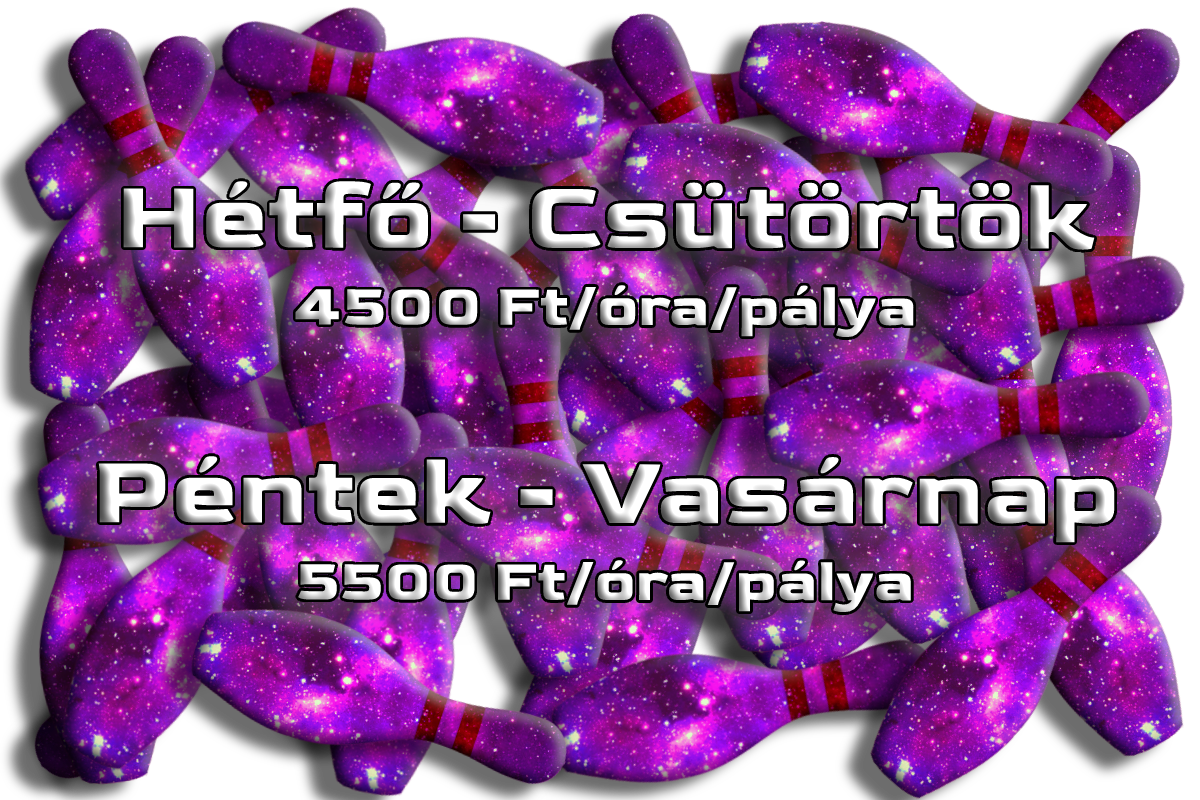 Hétfő - Csütörtök
4500 Ft/óra/pálya
Péntek - Vasárnap
5500 Ft/óra/pálya